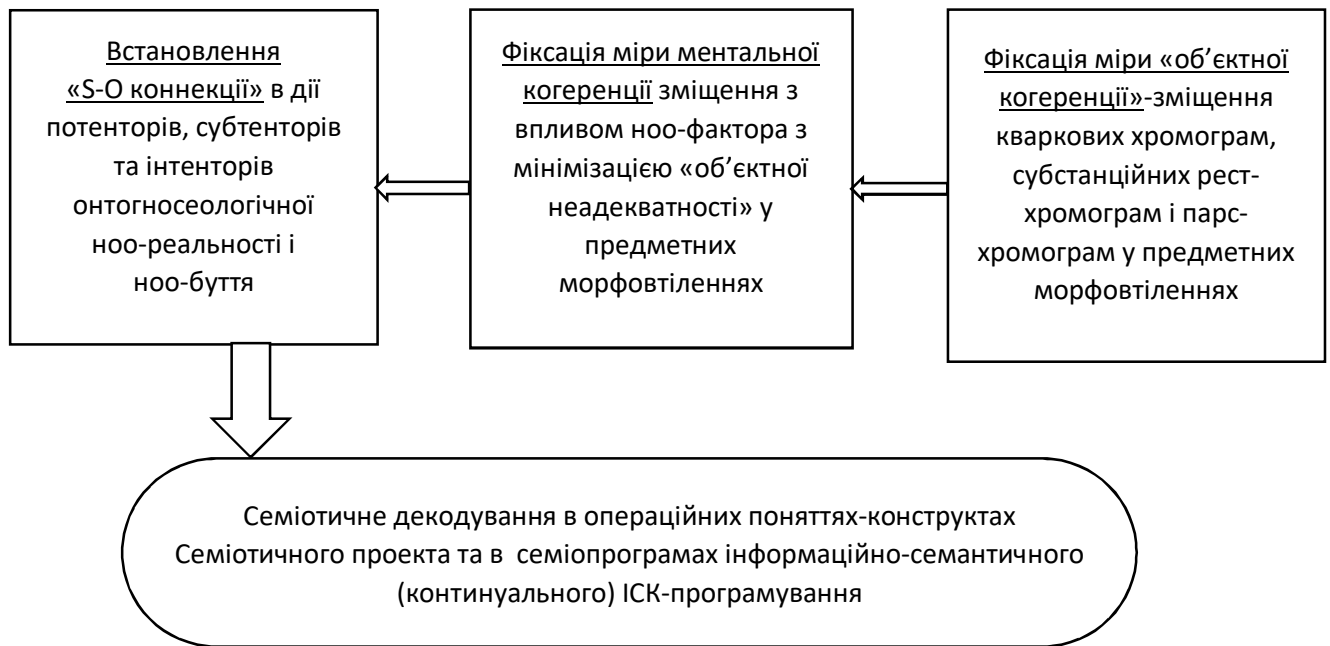 Встановлення
«S-O коннекції» в дії
потенторів, субтенторів
та інтенторів
онтогносеологічної
ноо-реальності і
ноо-буття
Фіксація міри ментальної
когеренції зміщення з
впливом ноо-фактора з
мінімізацією «об’єктної
неадекватності» у
предметних
морфовтіленнях
Фіксація міри «об’єктної
когеренції»-зміщення
кваркових хромограм,
субстанційних рест-
хромограм і парс-
хромограм у предметних
морфовтіленнях
Семіотичне декодування в операційних поняттях-конструктах
Семіотичного проекта та в семіопрограмах інформаційно-семантичного
(континуального) ІСК-програмування